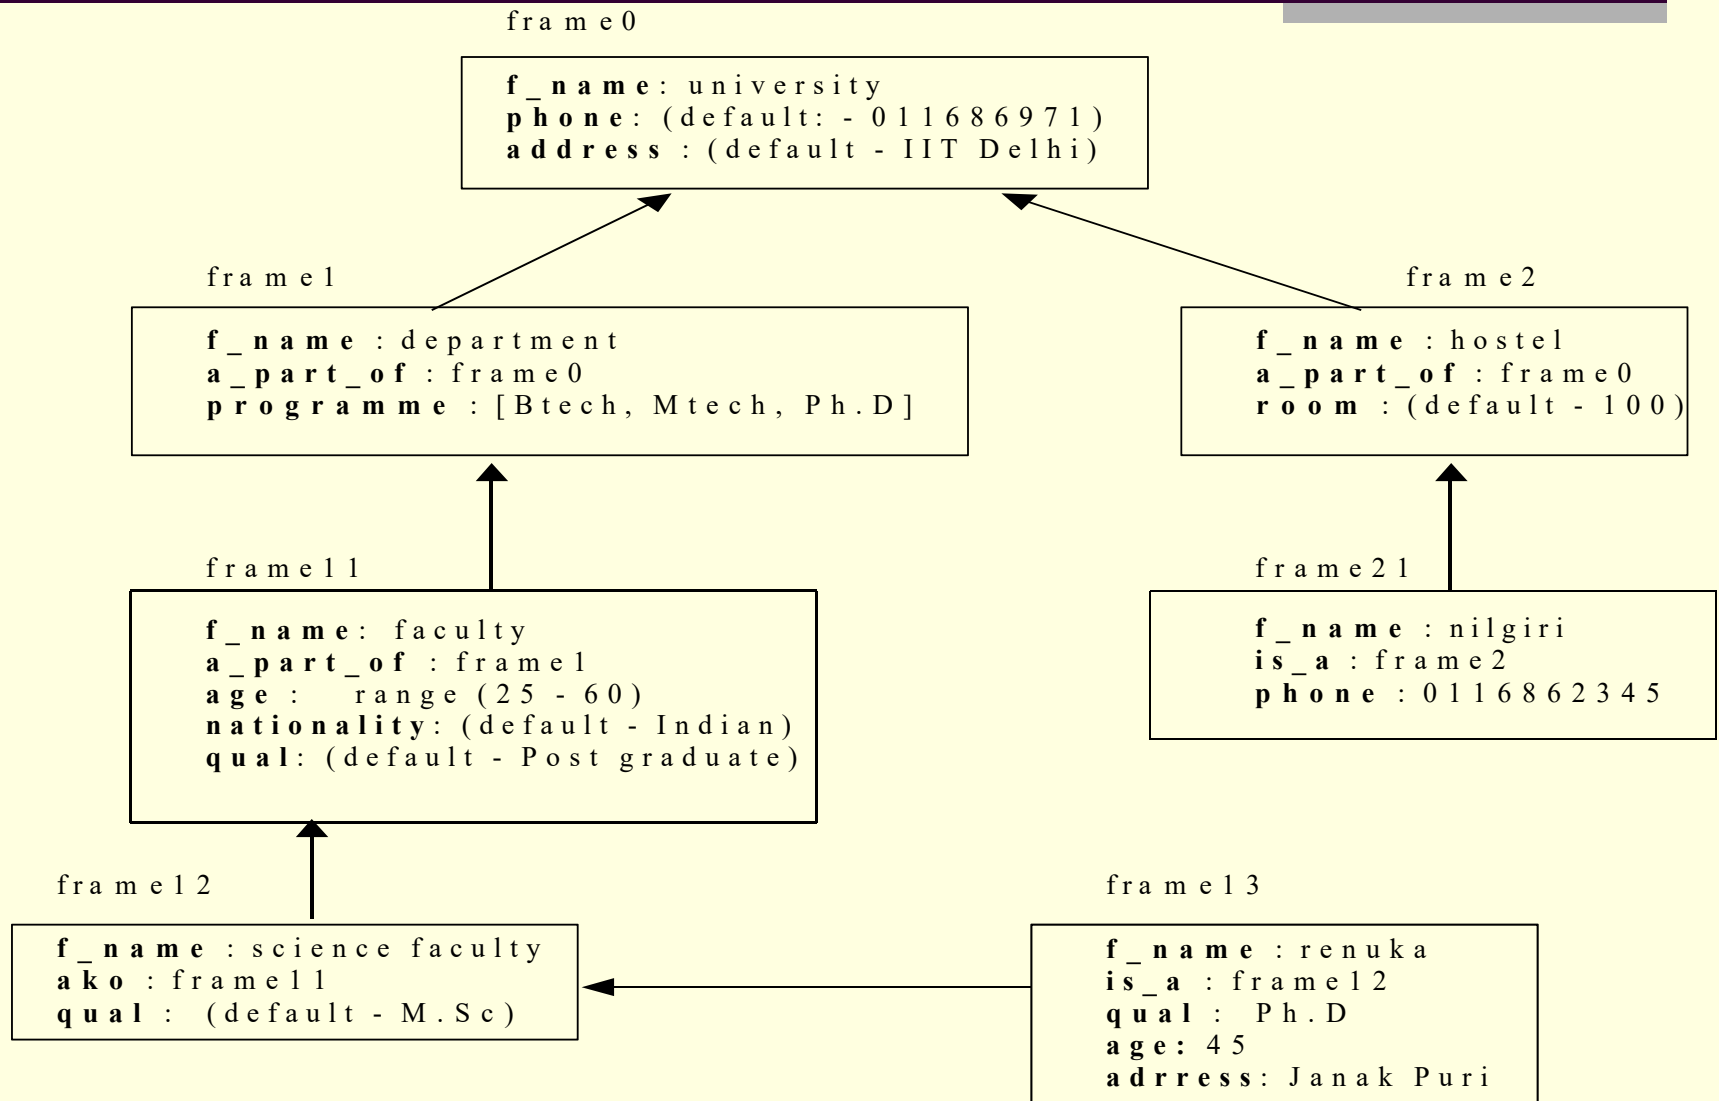 frame0
f_name: university
phone: (default: - 011686971)
address : (default - IIT Delhi)
frame1
f_name : department
a_part_of : frame0
programme : [Btech, Mtech, Ph.D]
frame2
f_name : hostel
a_part_of : frame0
room : (default - 100)
frame11
f_name: faculty
a_part_of : frame1
age : range (25 - 60)
nationality: (default - Indian)
qual: (default - Post graduate)
frame21
f_name : nilgiri
is_a : frame2
phone : 0116862345
frame12
f_name : science faculty
ako : frame11
qual : (default - M.Sc)
frame13
f_name : renuka
is_a : frame12
qual : Ph.D
age: 45
adrress: Janak Puri